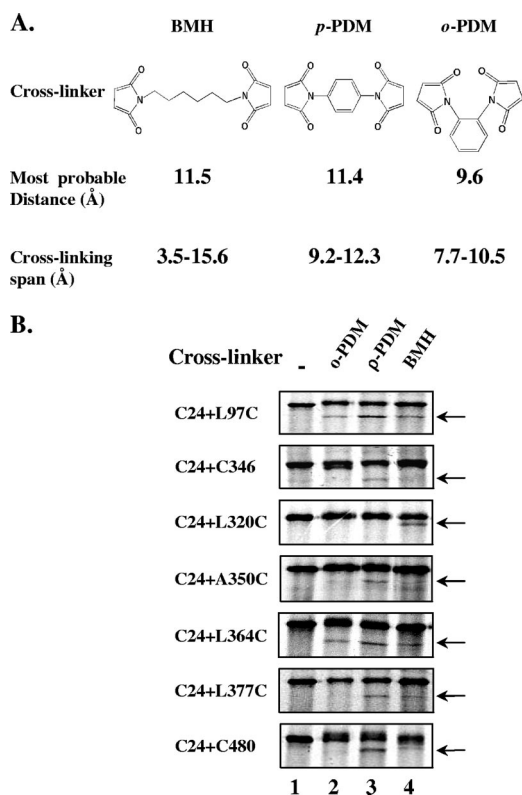 A.
BMH p-PDM o-PDM
Cross-linker
O O O O O O
N N N N N N
O O O O O O
Most probable 11.5 11.4 9.6
Distance (Å)
Cross-linking 3.5-15.6 9.2-12.3 7.7-10.5
span (Å)
B.
Cross-linker - o-PDM ρ-PDM BMH
C24+L97C
C24+C346
C24+L320C
C24+A350C
C24+L364C
C24+L377C
C24+C480
1 2 3 4